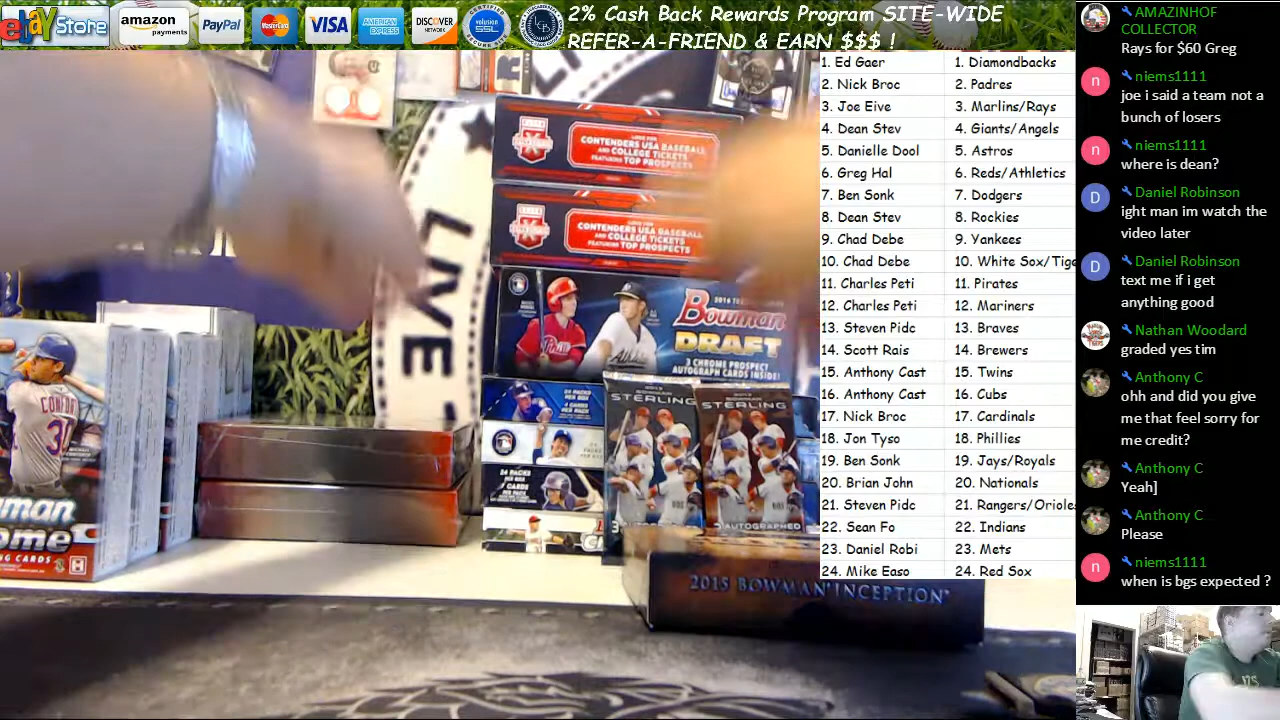 ebay Store
amazon
payments
PayPal
MasterCard
VISA
AMERICAN
EXPRESS
DISCOVER
NETWORK
volusion
SSL
2% Cash Back Rewards Program SITE-WIDE
REFER-A-FRIEND & EARN $$$ !
1. Ed Gaer 1. Diamondbacks
2. Nick Broc 2. Padres
3. Joe Eive 3. Marlins/Rays
4. Dean Stev 4. Giants/Angels
5. Danielle Dool 5. Astros
6. Greg Hal 6. Reds/Athletics
7. Ben Sonk 7. Dodgers
8. Dean Stev 8. Rockies
9. Chad Debe 9. Yankees
10. Chad Debe 10. White Sox/Tige
11. Charles Peti 11. Pirates
12. Charles Peti 12. Mariners
13. Steven Pidc 13. Braves
14. Scott Rais 14. Brewers
15. Anthony Cast 15. Twins
16. Anthony Cast 16. Cubs
17. Nick Broc 17. Cardinals
18. Jon Tyso 18. Phillies
19. Ben Sonk 19. Jays/Royals
20. Brian John 20. Nationals
21. Steven Pidc 21. Rangers/Oriole
22. Sean Fo 22. Indians
23. Daniel Robi 23. Mets
24. Mike Easo 24. Red Sox
AMAZINHOF
COLLECTOR
Rays for $60 Greg
niems1111
joe i said a team not a
bunch of losers
niems1111
where is dean?
Daniel Robinson
ight man im watch the
video later
Daniel Robinson
text me if i get
anything good
Nathan Woodard
graded yes tim
Anthony C
ohh and did you give
me that feel sorry for
me credit?
Anthony C
Yeah]
Anthony C
Please
niems1111
when is bgs expected ?
LIVE
CONTENDERS USA BASEBALL
AND COLLEGE TICKETS
FEATURING TOP PROSPECTS
CONTENDERS USA BASEBALL
AND COLLEGE TICKETS
FEATURING TOP PROSPECTS
Bowman
DRAFT
3 CHROME PROSPECT
AUTOGRAPH CARDS INSIDE!
STERLING
STERLING
AUTOGRAPHED
24 PACKS
PER BOX
2015 BOWMAN INCEPTION